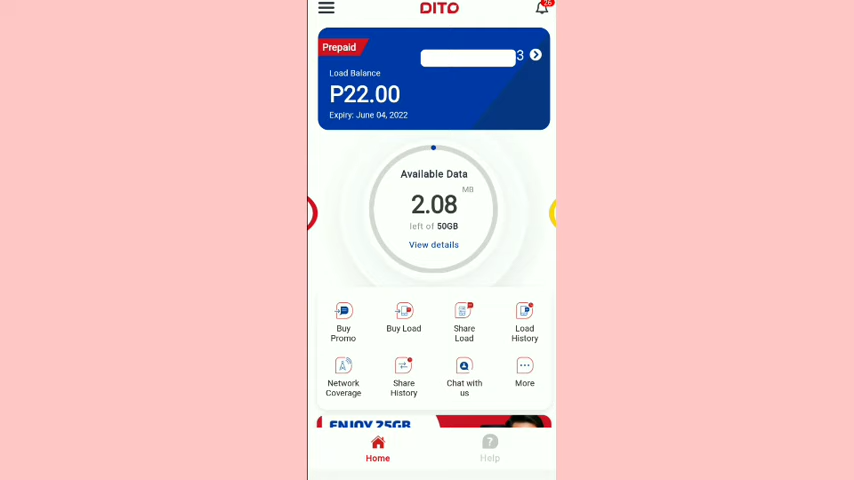 DITO
26
Prepaid
3
Load Balance
P22.00
Expiry: June 04, 2022
Available Data
MB
2.08
left of 50GB
View details
Buy Promo
Buy Load
Share Load
Load History
Network Coverage
Share History
Chat with us
More
ENJOY 25GB
Home
?
Help